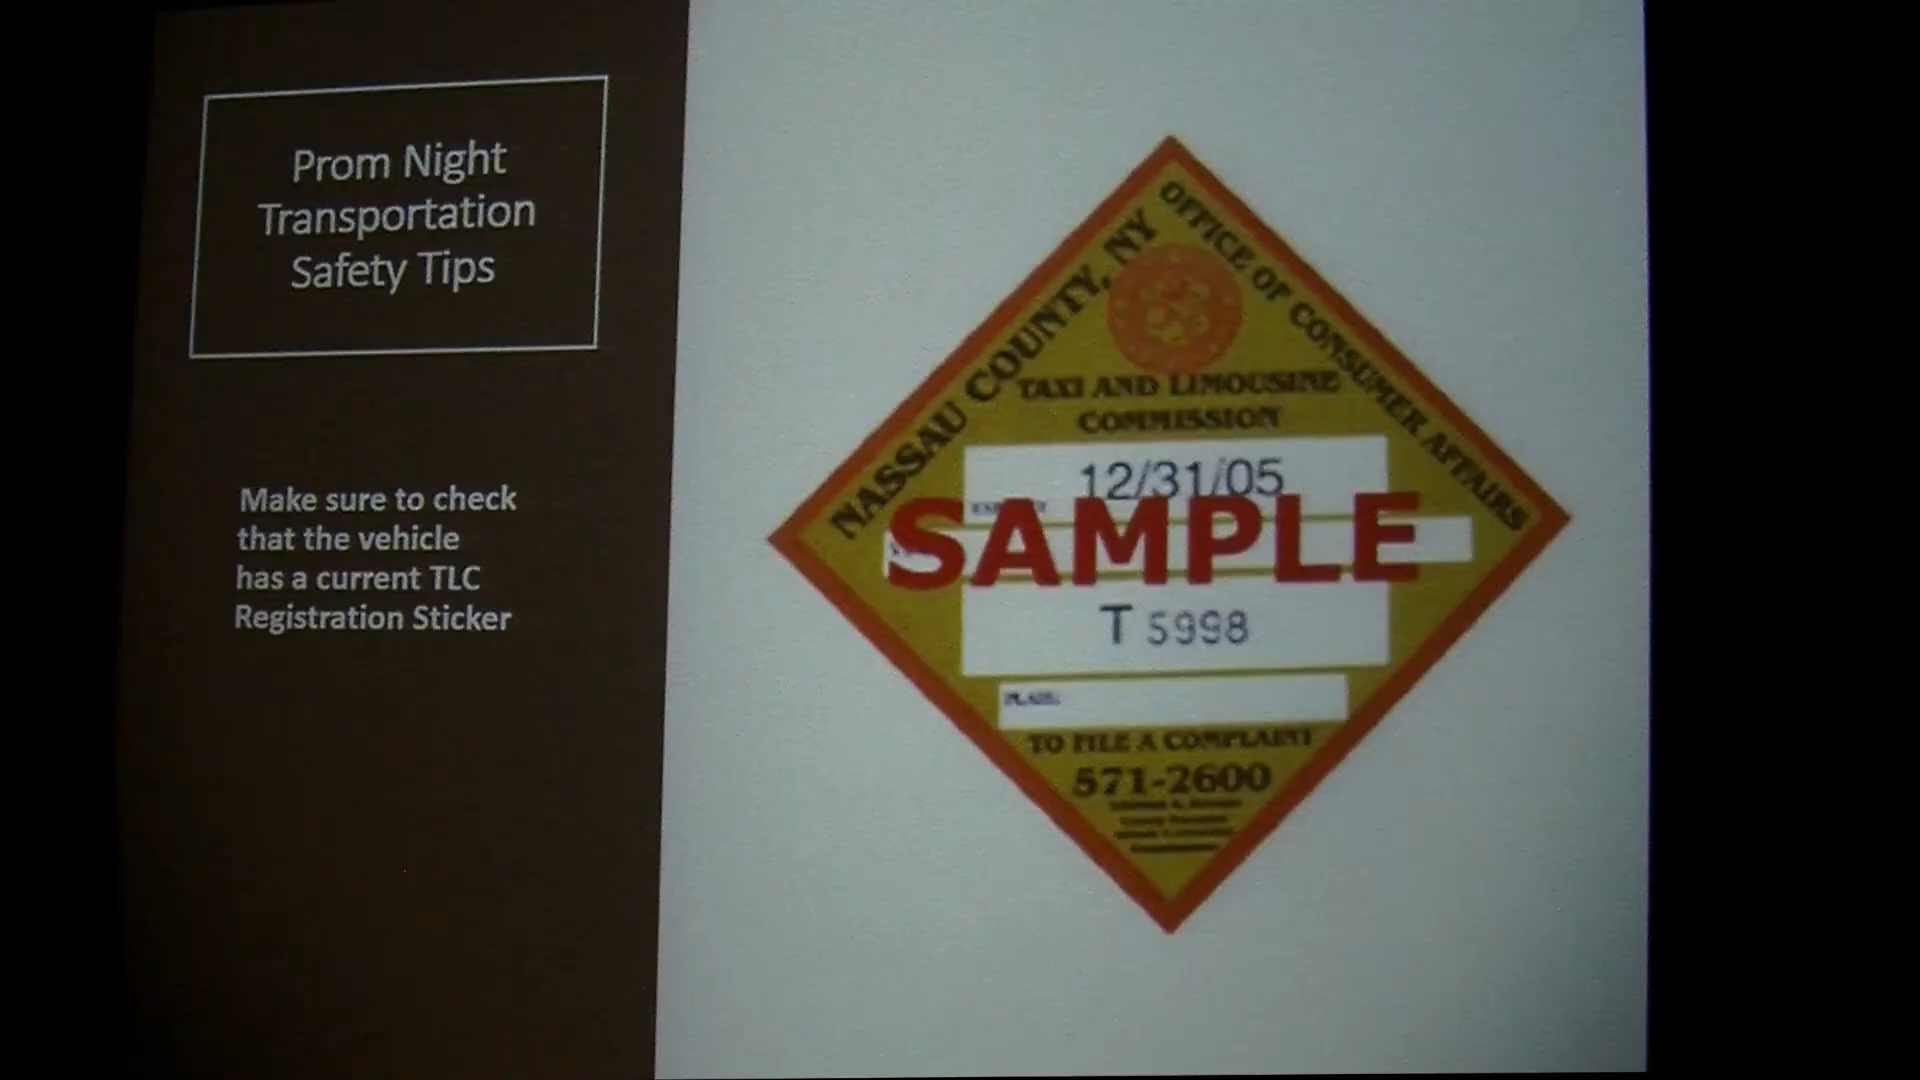 Prom Night
Transportation
Safety Tips
Make sure to check
that the vehicle
has a current TLC
Registration Sticker
NASSAU COUNTY, NY
OFFICE OF CONSUMER AFFAIRS
TAXI AND LIMOUSINE
COMMISSION
12/31/05
SAMPLE
T 5998
PLATE:
TO FILE A COMPLAINT
571-2600